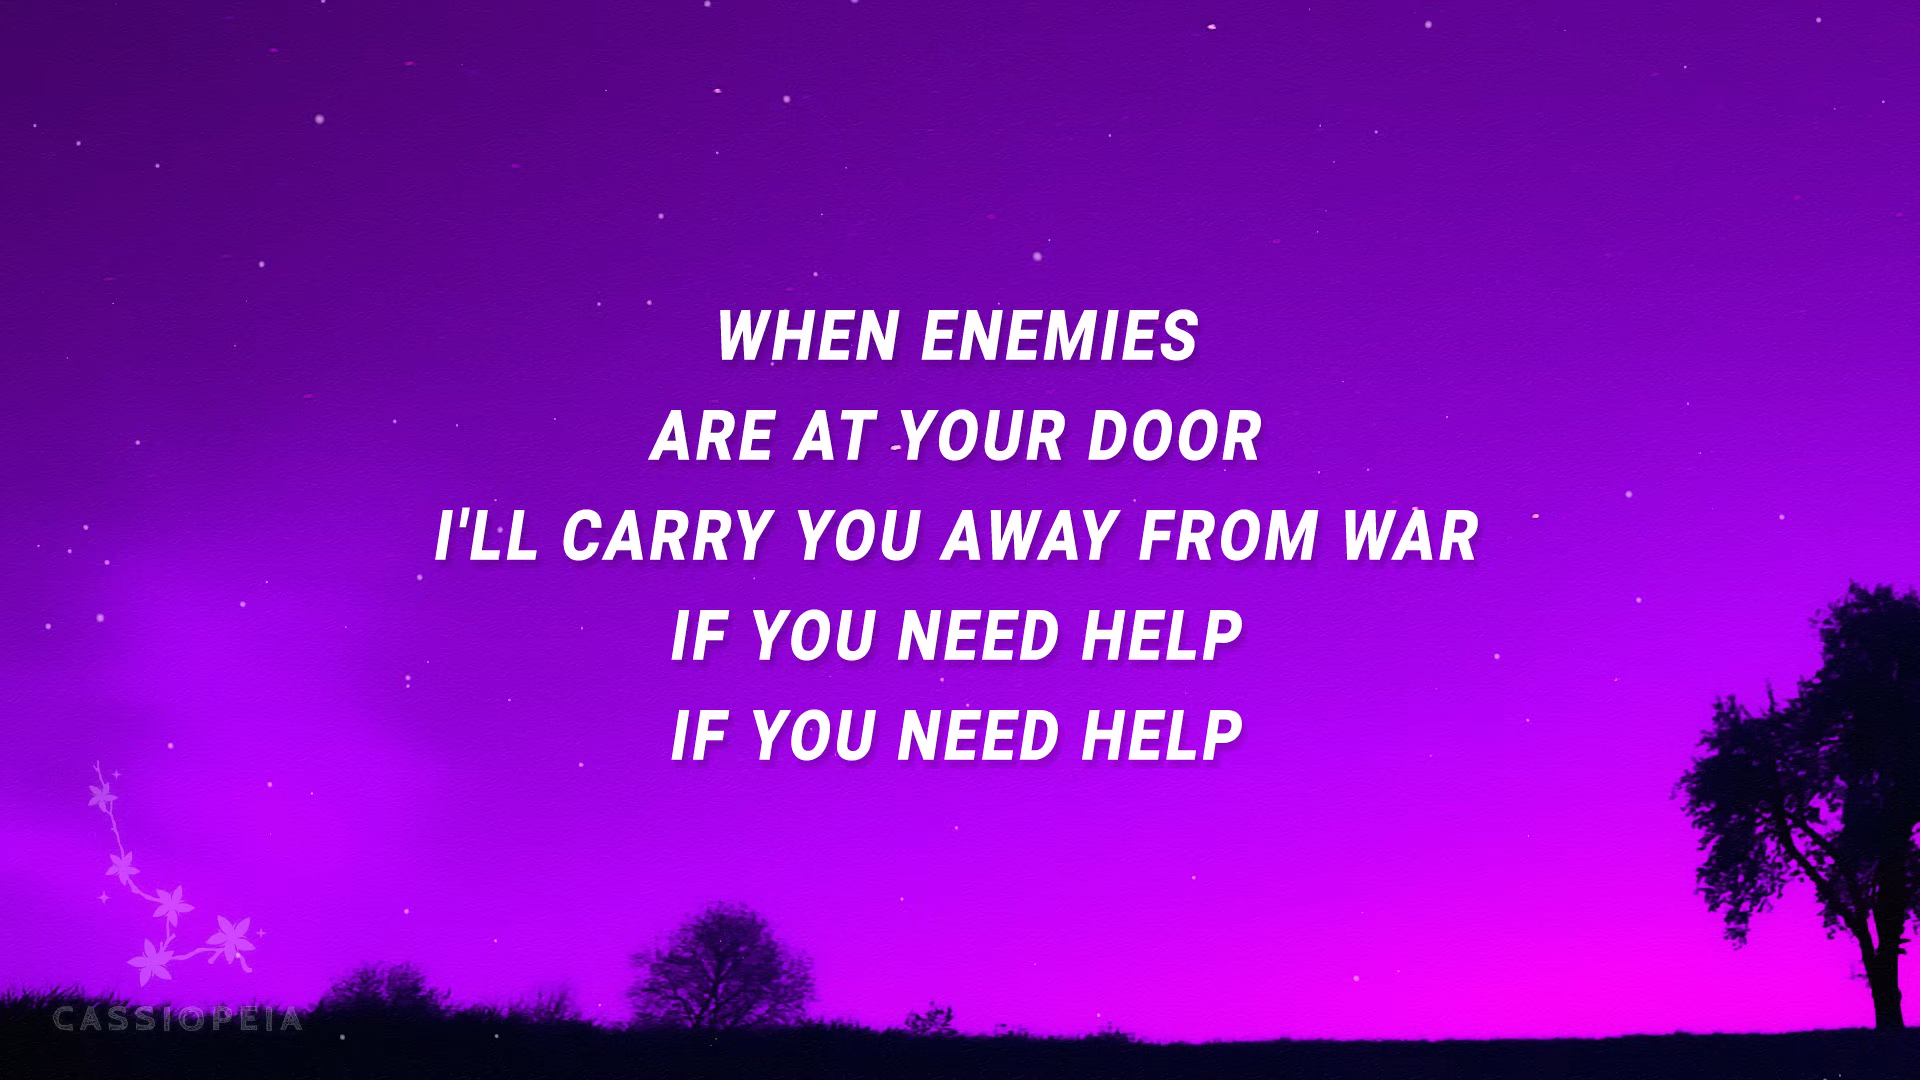 WHEN ENEMIES
ARE AT YOUR DOOR
I'LL CARRY YOU AWAY FROM WAR
IF YOU NEED HELP
IF YOU NEED HELP
CASSIOPEIA